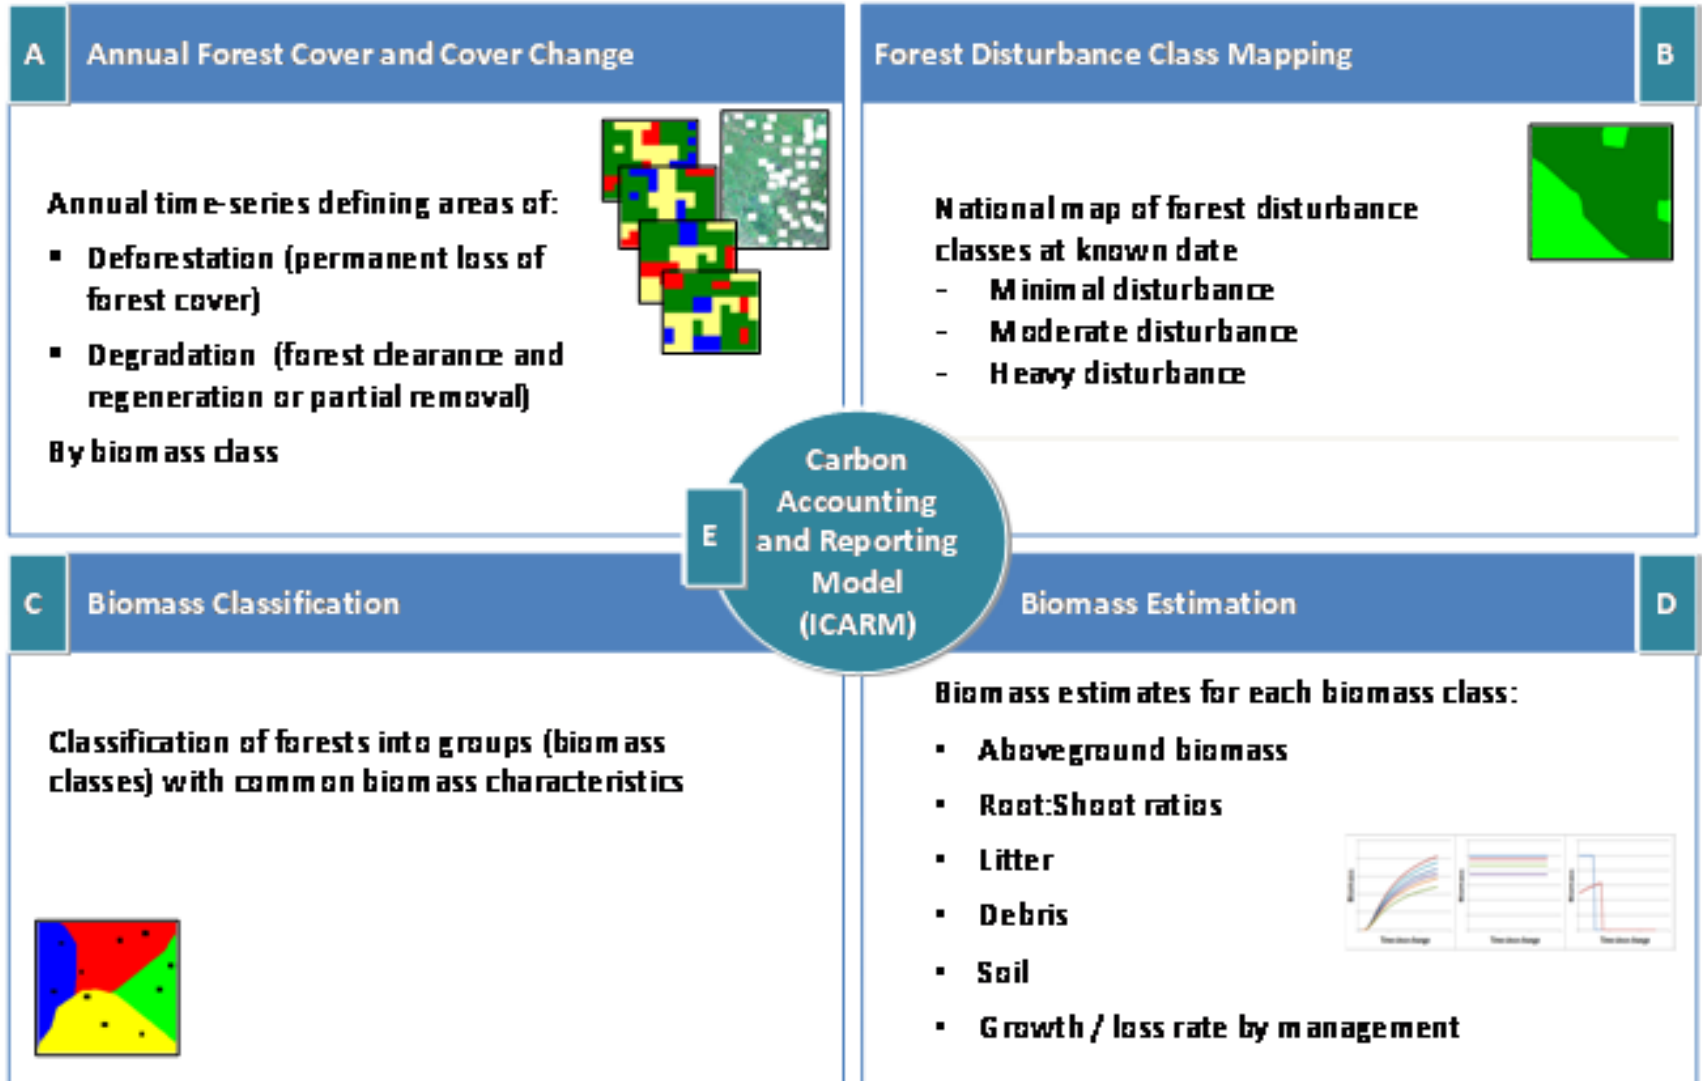 A
Annual Forest Cover and Cover Change
Annual time-series defining areas of:
▪ Deforestation (permanent loss of
forest cover)
▪ Degradation (forest clearance and
regeneration or partial removal)
By biomass class
Forest Disturbance Class Mapping
B
National map of forest disturbance
classes at known date
- Minimal disturbance
- Moderate disturbance
- Heavy disturbance
E
Carbon
Accounting
and Reporting
Model
(ICARM)
C
Biomass Classification
Classification of forests into groups (biomass
classes) with common biomass characteristics
Biomass Estimation
D
Biomass estimates for each biomass class:
▪ Aboveground biomass
▪ Root:Shoot ratios
▪ Litter
▪ Debris
▪ Soil
▪ Growth / loss rate by management